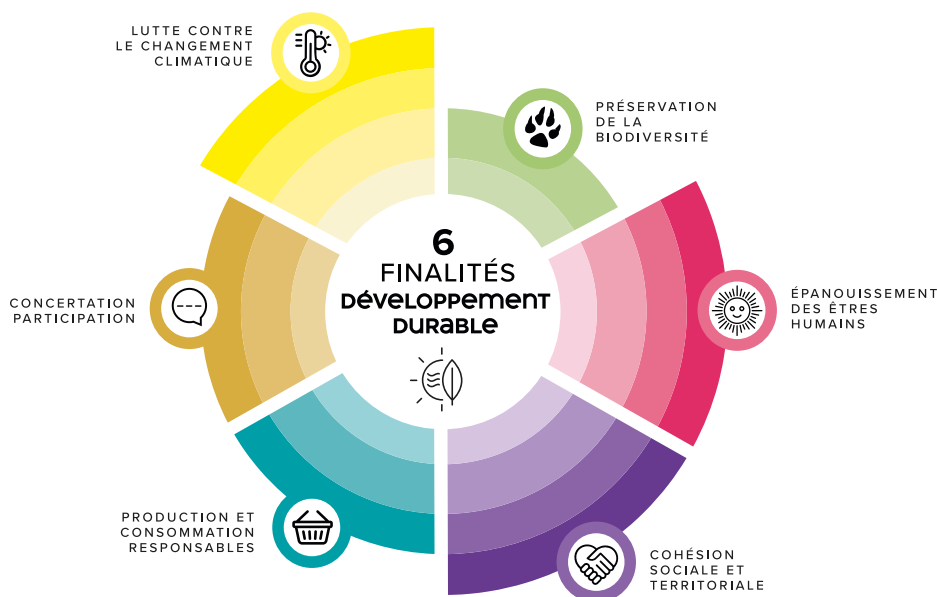 LUTTE CONTRE
LE CHANGEMENT
CLIMATIQUE
PRÉSERVATION
DE LA
BIODIVERSITÉ
6
FINALITÉS
DÉVELOPPEMENT
DURABLE
CONCERTATION
PARTICIPATION
ÉPANOUISSEMENT
DES ÊTRES
HUMAINS
PRODUCTION ET
CONSOMMATION
RESPONSABLES
COHÉSION
SOCIALE ET
TERRITORIALE